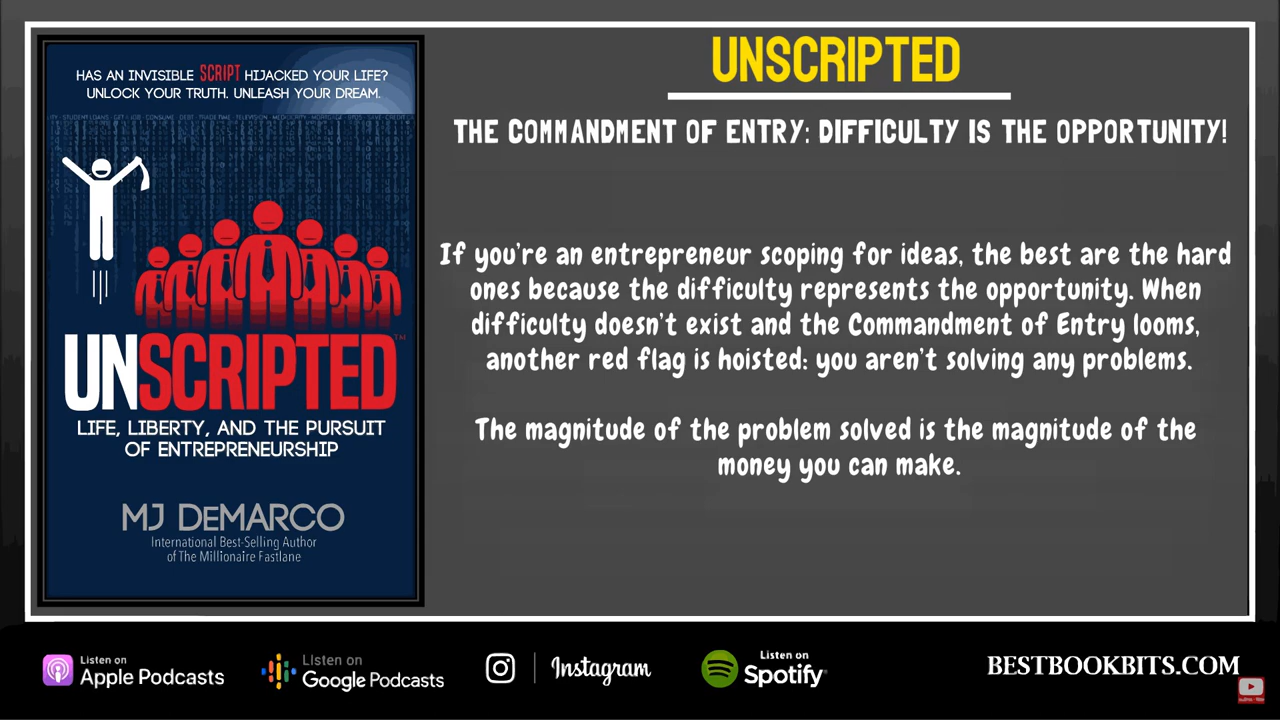 HAS AN INVISIBLE SCRIPT HIJACKED YOUR LIFE?
UNLOCK YOUR TRUTH. UNLEASH YOUR DREAM.
UNSCRIPTED™
LIFE, LIBERTY, AND THE PURSUIT
OF ENTREPRENEURSHIP
MJ DeMARCO
International Best-Selling Author
of The Millionaire Fastlane
UNSCRIPTED
THE COMMANDMENT OF ENTRY: DIFFICULTY IS THE OPPORTUNITY!
If you're an entrepreneur scoping for ideas, the best are the hard
ones because the difficulty represents the opportunity. When
difficulty doesn't exist and the Commandment of Entry looms,
another red flag is hoisted: you aren't solving any problems.
The magnitude of the problem solved is the magnitude of the
money you can make.
Listen on
Apple Podcasts
Listen on
Google Podcasts
Instagram
Listen on
Spotify
BESTBOOKBITS.COM